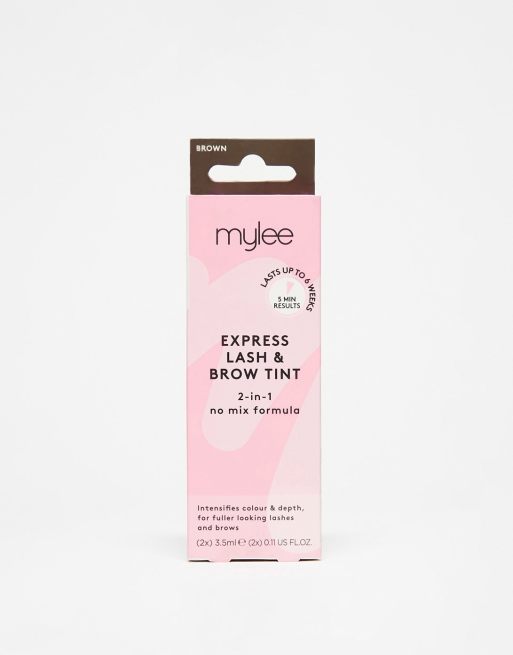 BROWN
mylee
LASTS UP TO 6 WEEKS
5 MIN
RESULTS
EXPRESS
LASH &
BROW TINT
2-in-1
no mix formula
Intensifies colour & depth,
for fuller looking lashes
and brows
(2x) 3.5ml ℮ (2x) 0.11 US FL.OZ.